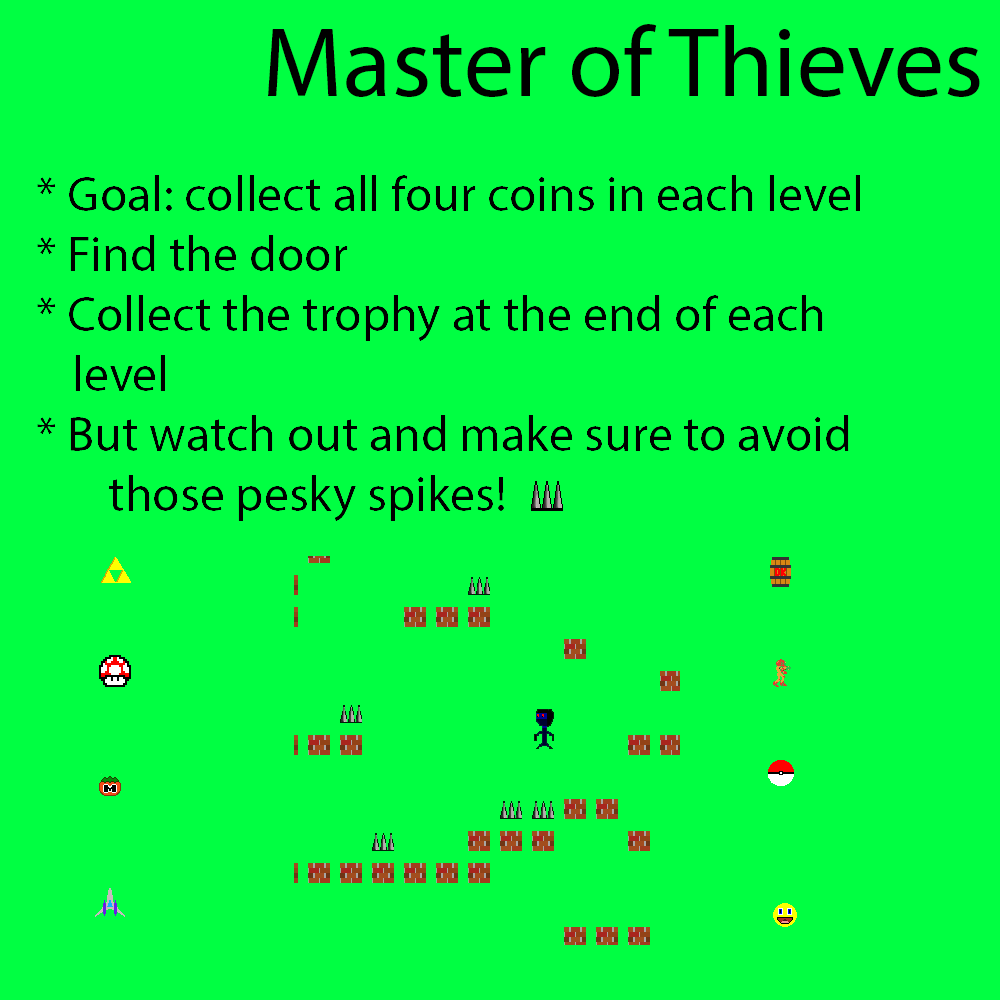 Master of Thieves
* Goal: collect all four coins in each level
* Find the door
* Collect the trophy at the end of each
level
* But watch out and make sure to avoid
those pesky spikes!
M